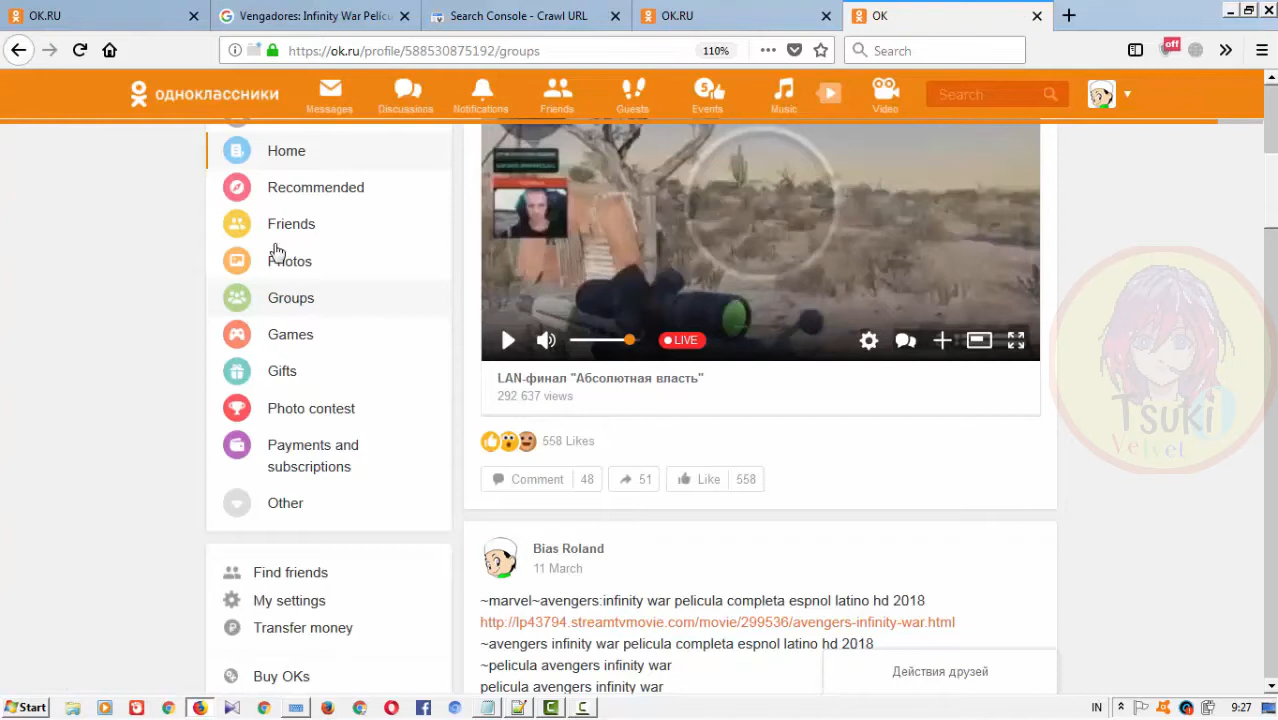 OK.RU
Vengadores: Infinity War Pelícu
Search Console - Crawl URL
OK.RU
OK
https://ok.ru/profile/588530875192/groups
110%
Search
off
одноклассники
Messages
Discussions
Notifications
Friends
Guests
5
Events
Music
Video
Search
Home
Recommended
Friends
Photos
Groups
Games
Gifts
Photo contest
Payments and
subscriptions
Other
Find friends
My settings
Transfer money
Buy OKs
LIVE
LAN-финал "Абсолютная власть"
292 637 views
558 Likes
Comment 48
51
Like 558
Bias Roland
11 March
~marvel~avengers:infinity war pelicula completa espnol latino hd 2018
http://lp43794.streamtvmovie.com/movie/299536/avengers-infinity-war.html
~avengers infinity war pelicula completa espnol latino hd 2018
~pelicula avengers infinity war
pelicula avengers infinity war
Действия друзей
TSUKI
Velvet
Start
IN
9:27